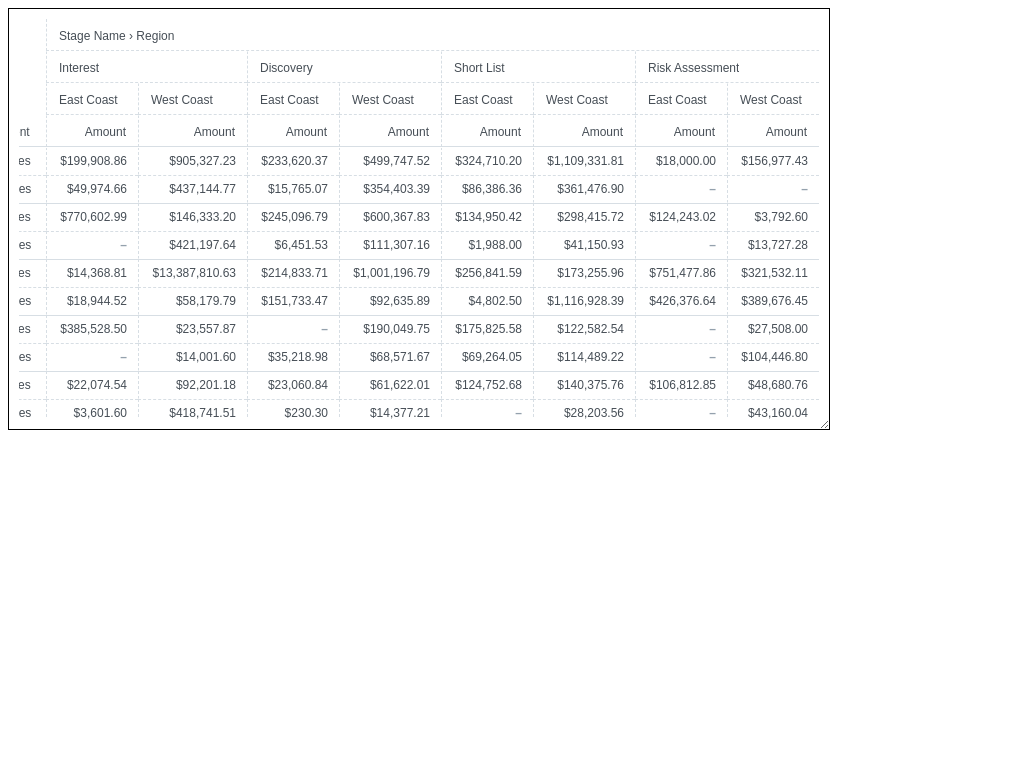 Stage Name › Region
Interest Discovery Short List Risk Assessment
East Coast West Coast East Coast West Coast East Coast West Coast East Coast West Coast
nt Amount Amount Amount Amount Amount Amount Amount Amount
es $199,908.86 $905,327.23 $233,620.37 $499,747.52 $324,710.20 $1,109,331.81 $18,000.00 $156,977.43
es $49,974.66 $437,144.77 $15,765.07 $354,403.39 $86,386.36 $361,476.90 – –
es $770,602.99 $146,333.20 $245,096.79 $600,367.83 $134,950.42 $298,415.72 $124,243.02 $3,792.60
es – $421,197.64 $6,451.53 $111,307.16 $1,988.00 $41,150.93 – $13,727.28
es $14,368.81 $13,387,810.63 $214,833.71 $1,001,196.79 $256,841.59 $173,255.96 $751,477.86 $321,532.11
es $18,944.52 $58,179.79 $151,733.47 $92,635.89 $4,802.50 $1,116,928.39 $426,376.64 $389,676.45
es $385,528.50 $23,557.87 – $190,049.75 $175,825.58 $122,582.54 – $27,508.00
es – $14,001.60 $35,218.98 $68,571.67 $69,264.05 $114,489.22 – $104,446.80
es $22,074.54 $92,201.18 $23,060.84 $61,622.01 $124,752.68 $140,375.76 $106,812.85 $48,680.76
es $3,601.60 $418,741.51 $230.30 $14,377.21 – $28,203.56 – $43,160.04